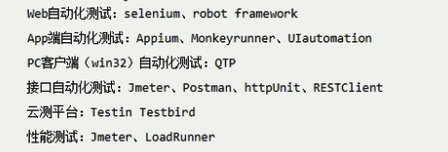 Web自动化测试：selenium、robot framework
App端自动化测试：Appium、Monkeyrunner、UIautomation
PC客户端（win32）自动化测试：QTP
接口自动化测试：Jmeter、Postman、httpUnit、RESTClient
云测平台：Testin Testbird
性能测试：Jmeter、LoadRunner